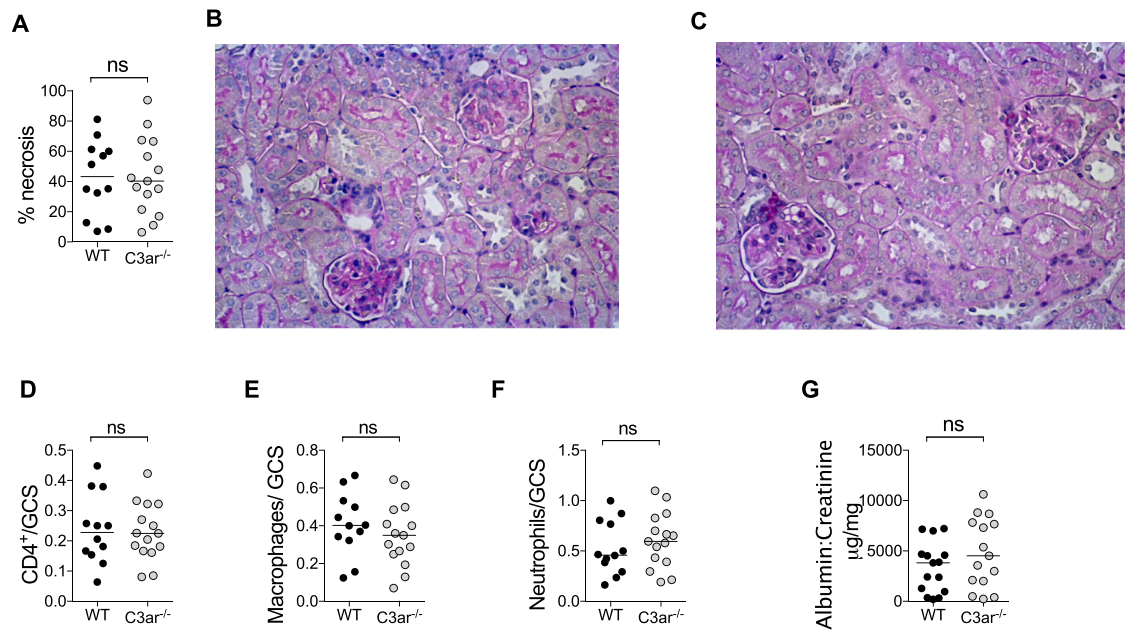 A
B
C
ns
% necrosis
100
80
60
40
20
0
WT
C3ar-/-
D
E
F
G
ns
CD4+/GCS
0.5
0.4
0.3
0.2
0.1
0.0
WT
C3ar-/-
ns
Macrophages/ GCS
0.8
0.6
0.4
0.2
0.0
WT
C3ar-/-
ns
Neutrophils/GCS
1.5
1.0
0.5
0.0
WT
C3ar-/-
ns
Albumin:Creatinine
µg/mg
15000
10000
5000
0
WT
C3ar-/-